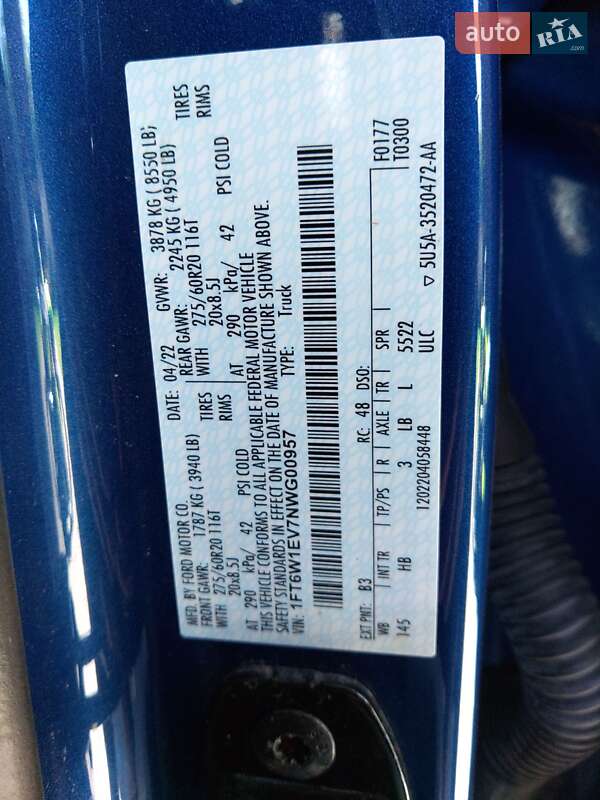 auto RIA.com
MFD. BY FORD MOTOR CO. DATE: 04/22 GVWR: 3878 KG ( 8550 LB);
FRONT GAWR: 1787 KG ( 3940 LB) REAR GAWR: 2245 KG ( 4950 LB)
WITH 275/60R20 116T TIRES WITH 275/60R20 116T TIRES
20x8.5J RIMS 20x8.5J RIMS
AT 290 kPa/ 42 PSI COLD AT 290 kPa/ 42 PSI COLD
THIS VEHICLE CONFORMS TO ALL APPLICABLE FEDERAL MOTOR VEHICLE
SAFETY STANDARDS IN EFFECT ON THE DATE OF MANUFACTURE SHOWN ABOVE.
VIN: 1FT6W1EV7NWG00957 TYPE: Truck
F0177
T0300
EXT PNT: B3 RC: 48 DSO:
WB INT TR TP/PS R AXLE TR SPR
145 HB 3 LB L 5522
1202204058448 ULC
▽ 5U5A-3520472-AA